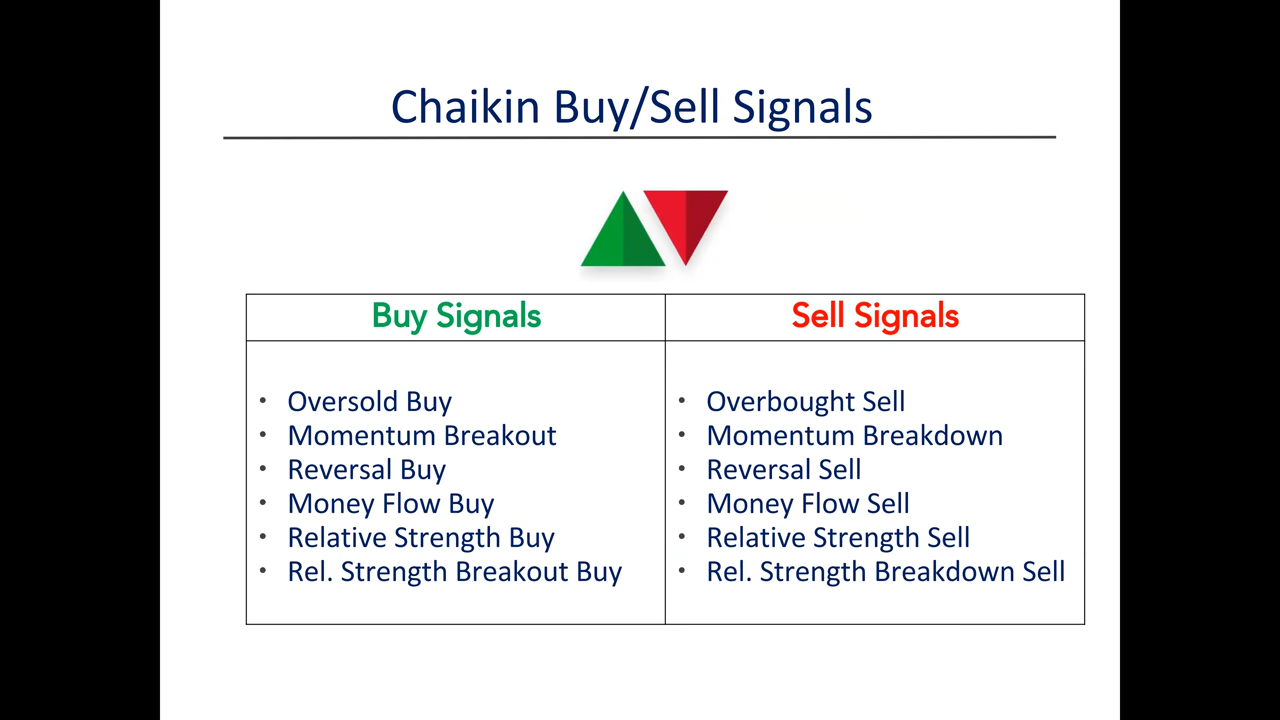 Chaikin Buy/Sell Signals
Buy Signals
Sell Signals
• Oversold Buy
• Momentum Breakout
• Reversal Buy
• Money Flow Buy
• Relative Strength Buy
• Rel. Strength Breakout Buy
• Overbought Sell
• Momentum Breakdown
• Reversal Sell
• Money Flow Sell
• Relative Strength Sell
• Rel. Strength Breakdown Sell